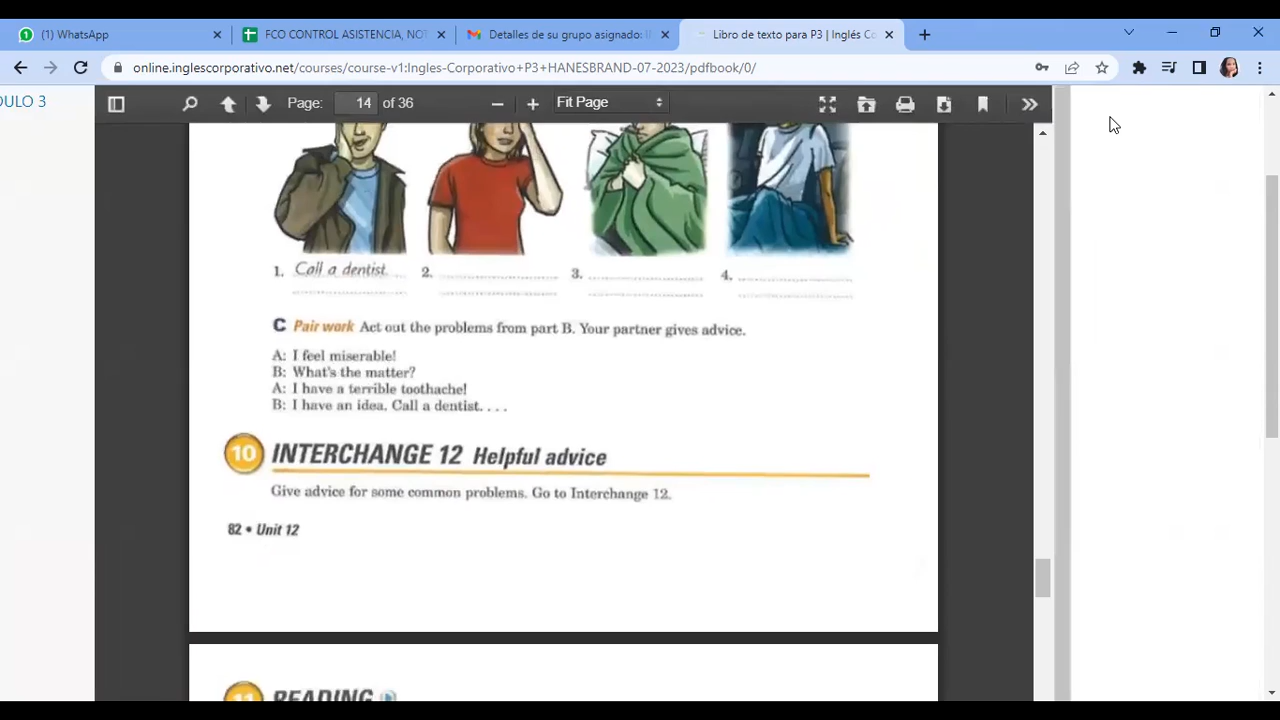 (1) WhatsApp
FCO CONTROL ASISTENCIA, NOT
Detalles de su grupo asignado: II
Libro de texto para P3 | Inglés Co
online.inglescorporativo.net/courses/course-v1:Ingles-Corporativo+P3+HANESBRAND-07-2023/pdfbook/0/
DULO 3
Page: 14 of 36
Fit Page
1. Call a dentist. 2. 3. 4.
C Pair work Act out the problems from part B. Your partner gives advice.
A: I feel miserable!
B: What's the matter?
A: I have a terrible toothache!
B: I have an idea. Call a dentist. . . .
10 INTERCHANGE 12 Helpful advice
Give advice for some common problems. Go to Interchange 12.
82 • Unit 12
11 READING